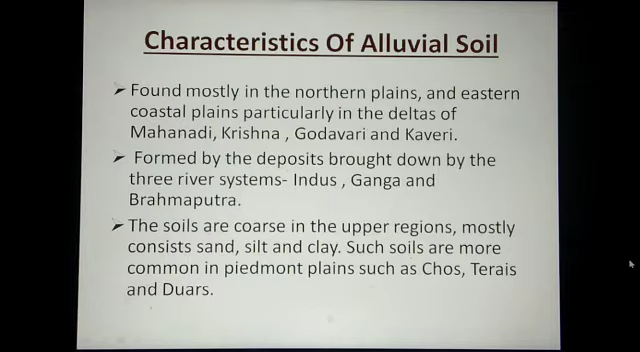 Characteristics Of Alluvial Soil
➤ Found mostly in the northern plains, and eastern
coastal plains particularly in the deltas of
Mahanadi, Krishna , Godavari and Kaveri.
➤ Formed by the deposits brought down by the
three river systems- Indus , Ganga and
Brahmaputra.
➤ The soils are coarse in the upper regions, mostly
consists sand, silt and clay. Such soils are more
common in piedmont plains such as Chos, Terais
and Duars.